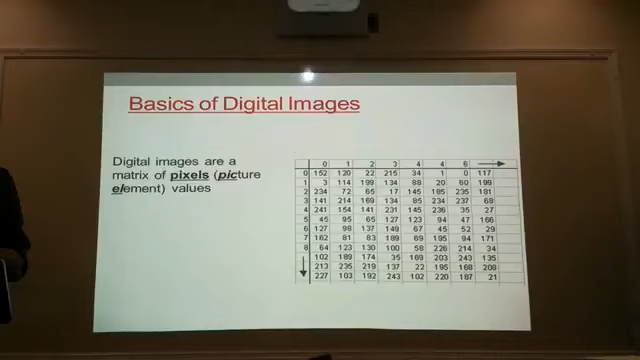 Basics of Digital Images
Digital images are a
matrix of pixels (picture
element) values
0 1 2 3 4 4 6
0 152 120 22 215 34 1 0 117
1 3 114 199 134 88 20 60 199
2 234 72 65 17 145 185 235 181
3 141 214 169 134 85 234 237 68
4 241 154 141 231 145 236 35 27
5 45 95 65 127 123 94 47 166
6 127 98 137 149 67 45 52 29
7 162 81 83 189 69 195 94 171
8 64 123 130 100 58 226 214 34
102 189 174 35 169 203 243 135
213 235 219 137 22 195 168 209
227 103 192 243 102 220 187 21